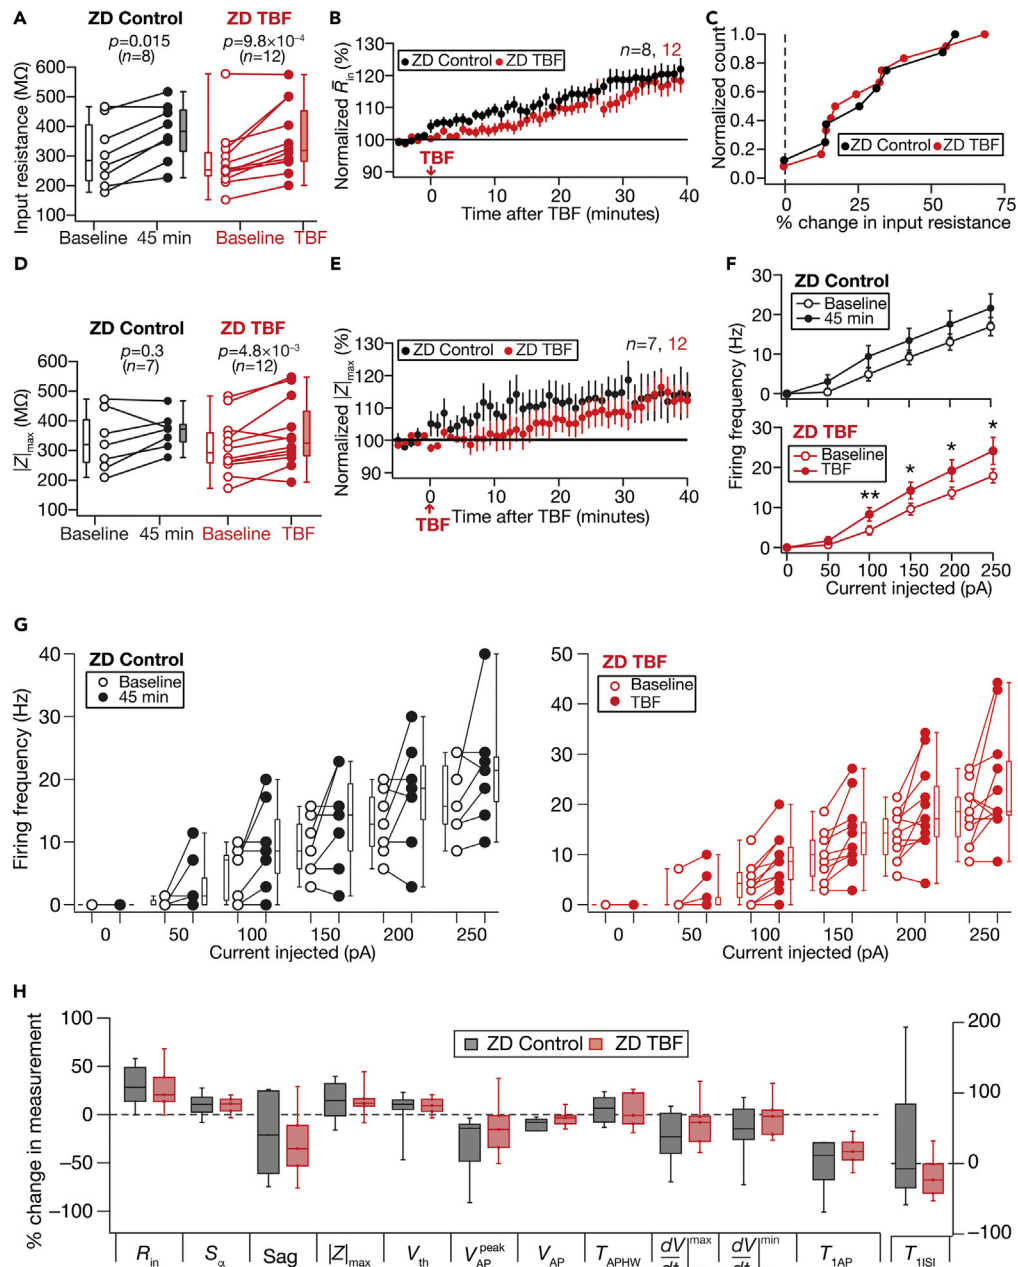 A
ZD Control
ZD TBF
p=0.015
(n=8)
p=9.8×10⁻⁴
(n=12)
Input resistance (MΩ)
600
500
400
300
200
100
Baseline 45 min Baseline TBF
B
Normalized R̄in (%)
130
120
110
100
90
ZD Control ZD TBF
n=8, 12
TBF
0 10 20 30 40
Time after TBF (minutes)
C
Normalized count
1.0
0.8
0.6
0.4
0.2
0.0
ZD Control ZD TBF
0 25 50 75
% change in input resistance
D
ZD Control
ZD TBF
p=0.3
(n=7)
p=4.8×10⁻³
(n=12)
|Z|max (MΩ)
600
500
400
300
200
100
Baseline 45 min Baseline TBF
E
Normalized |Z|max (%)
130
120
110
100
90
ZD Control ZD TBF
n=7, 12
0 10 20 30 40
TBF
Time after TBF (minutes)
F
Firing frequency (Hz)
30
20
10
0
ZD Control
Baseline
45 min
30
20
10
0
ZD TBF
Baseline
TBF
**
*
*
*
0 50 100 150 200 250
Current injected (pA)
G
Firing frequency (Hz)
40
30
20
10
0
ZD Control
Baseline
45 min
0 50 100 150 200 250
Current injected (pA)
50
40
30
20
10
0
ZD TBF
Baseline
TBF
0 50 100 150 200 250
Current injected (pA)
H
% change in measurement
100
50
0
−50
−100
ZD Control ZD TBF
200
100
0
−100
Rin Sα Sag |Z|max Vth VAP peak VAP TAPHW dV/dt|max dV/dt|min T1AP T1ISI